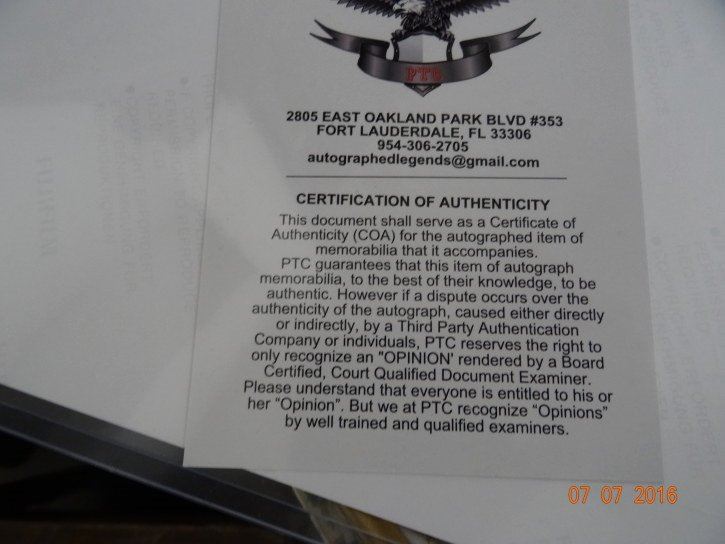 PTC
2805 EAST OAKLAND PARK BLVD #353
FORT LAUDERDALE, FL 33306
954-306-2705
autographedlegends@gmail.com
CERTIFICATION OF AUTHENTICITY
This document shall serve as a Certificate of
Authenticity (COA) for the autographed item of
memorabilia that it accompanies.
PTC guarantees that this item of autograph
memorabilia, to the best of their knowledge, to be
authentic. However if a dispute occurs over the
authenticity of the autograph, caused either directly
or indirectly, by a Third Party Authentication
Company or individuals, PTC reserves the right to
only recognize an "OPINION' rendered by a Board
Certified, Court Qualified Document Examiner.
Please understand that everyone is entitled to his or
her “Opinion”. But we at PTC recognize “Opinions”
by well trained and qualified examiners.
07 07 2016